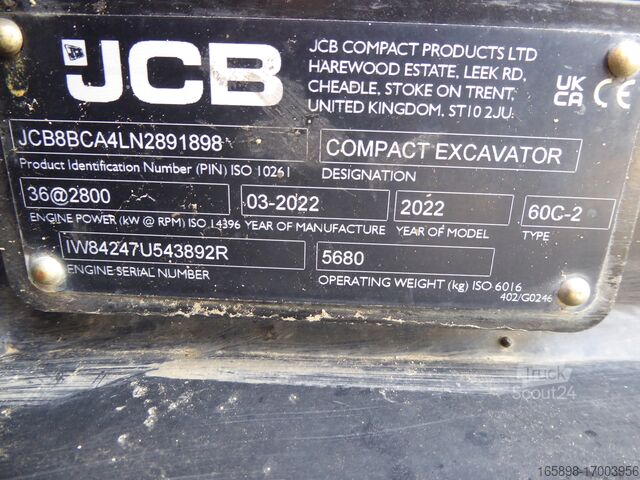 JCB
JCB COMPACT PRODUCTS LTD
HAREWOOD ESTATE, LEEK RD,
CHEADLE, STOKE ON TRENT,
UNITED KINGDOM, ST10 2JU.
UK
CA CE
JCB8BCA4LN2891898
Product Identification Number (PIN) ISO 10261
COMPACT EXCAVATOR
DESIGNATION
36@2800
ENGINE POWER (kW @ RPM) ISO 14396
03-2022
YEAR OF MANUFACTURE
2022
YEAR OF MODEL
60C-2
TYPE
IW84247U543892R
ENGINE SERIAL NUMBER
5680
OPERATING WEIGHT (kg) ISO 6016
402/G0246
Truck
Scout24
165898-17003956